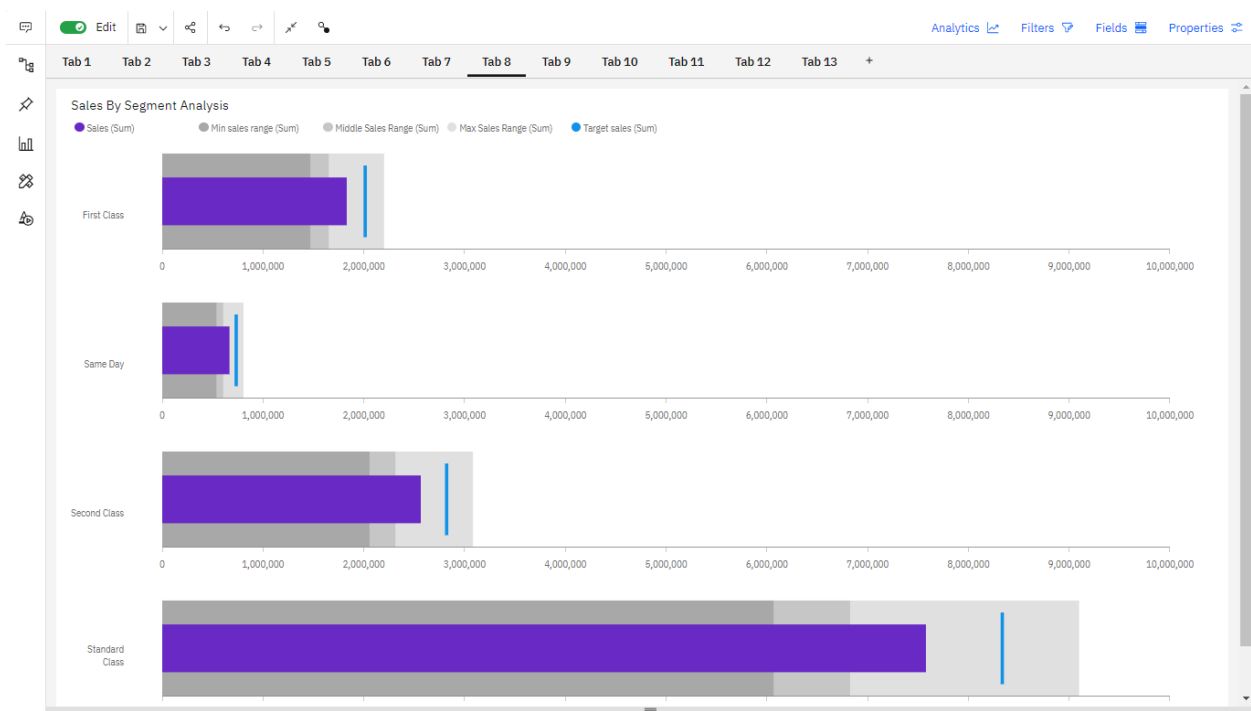 Edit
Analytics Filters Fields Properties
Tab 1 Tab 2 Tab 3 Tab 4 Tab 5 Tab 6 Tab 7 Tab 8 Tab 9 Tab 10 Tab 11 Tab 12 Tab 13 +
Sales By Segment Analysis
Sales (Sum) Min sales range (Sum) Middle Sales Range (Sum) Max Sales Range (Sum) Target sales (Sum)
First Class
0 1,000,000 2,000,000 3,000,000 4,000,000 5,000,000 6,000,000 7,000,000 8,000,000 9,000,000 10,000,000
Same Day
0 1,000,000 2,000,000 3,000,000 4,000,000 5,000,000 6,000,000 7,000,000 8,000,000 9,000,000 10,000,000
Second Class
0 1,000,000 2,000,000 3,000,000 4,000,000 5,000,000 6,000,000 7,000,000 8,000,000 9,000,000 10,000,000
Standard
Class